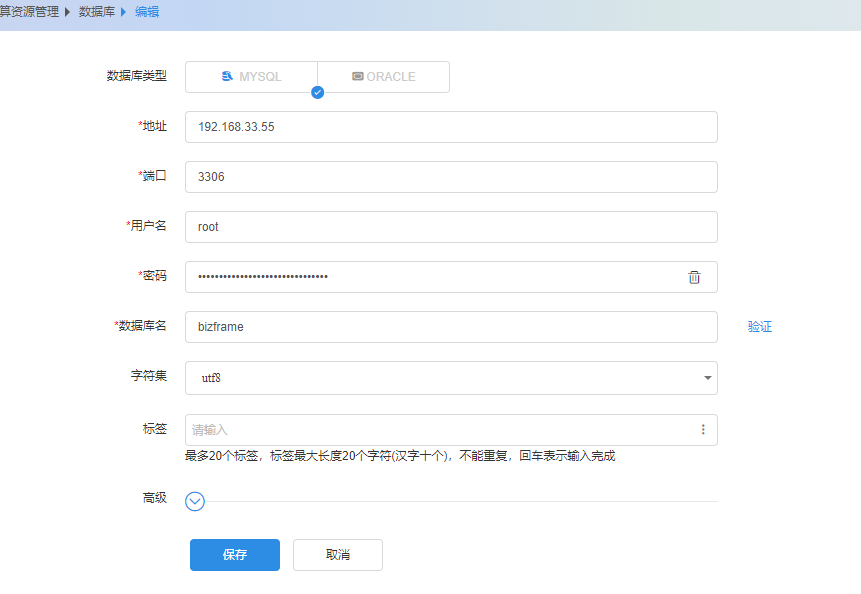 算资源管理 数据库 编辑
数据库类型 MYSQL ORACLE
*地址 192.168.33.55
*端口 3306
*用户名 root
*密码 •••••••••••••••••••••••••••••••
*数据库名 bizframe 验证
字符集 utf8
标签 请输入
最多20个标签，标签最大长度20个字符(汉字十个)，不能重复，回车表示输入完成
高级
保存 取消